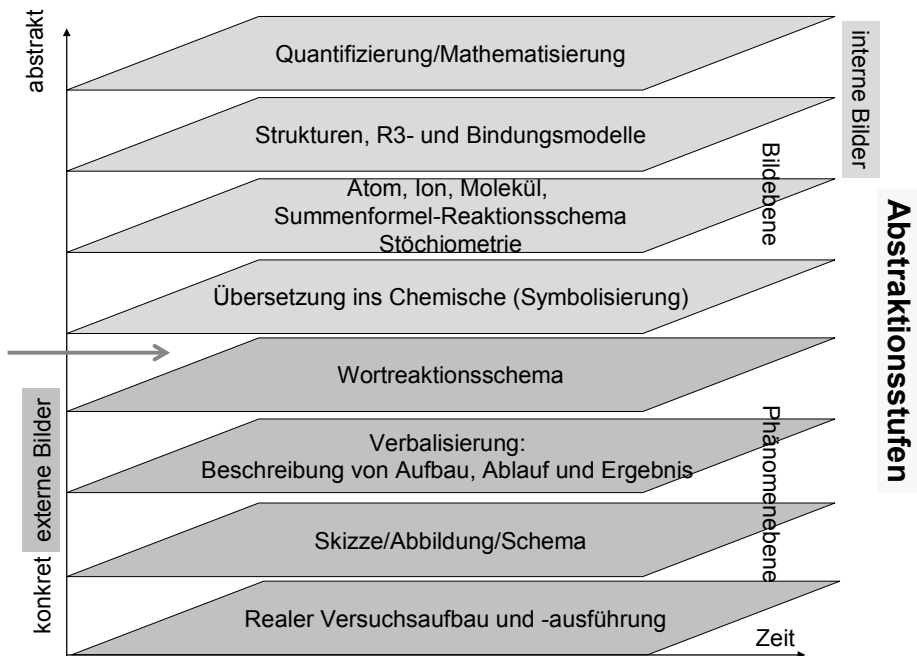 abstrakt
Quantifizierung/Mathematisierung
interne Bilder
Strukturen, R3- und Bindungsmodelle
Bildebene
Atom, Ion, Molekül,
Summenformel-Reaktionsschema
Stöchiometrie
Abstraktionsstufen
Übersetzung ins Chemische (Symbolisierung)
Wortreaktionsschema
externe Bilder
Phänomenebene
Verbalisierung:
Beschreibung von Aufbau, Ablauf und Ergebnis
Skizze/Abbildung/Schema
konkret
Realer Versuchsaufbau und -ausführung
Zeit